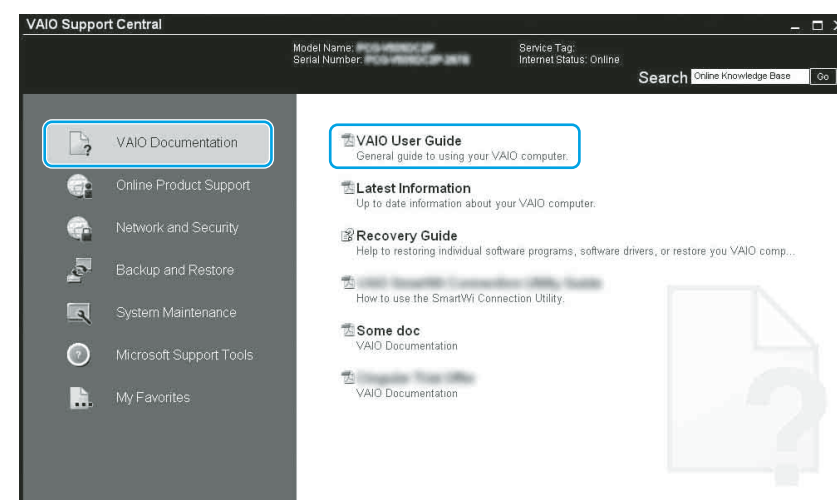 VAIO Support Central
Model Name:
Serial Number:
Service Tag:
Internet Status: Online
Search Online Knowledge Base Go
VAIO Documentation
Online Product Support
Network and Security
Backup and Restore
System Maintenance
Microsoft Support Tools
My Favorites
VAIO User Guide
General guide to using your VAIO computer.
Latest Information
Up to date information about your VAIO computer.
Recovery Guide
Help to restoring individual software programs, software drivers, or restore you VAIO comp...
How to use the SmartWi Connection Utility.
Some doc
VAIO Documentation
VAIO Documentation